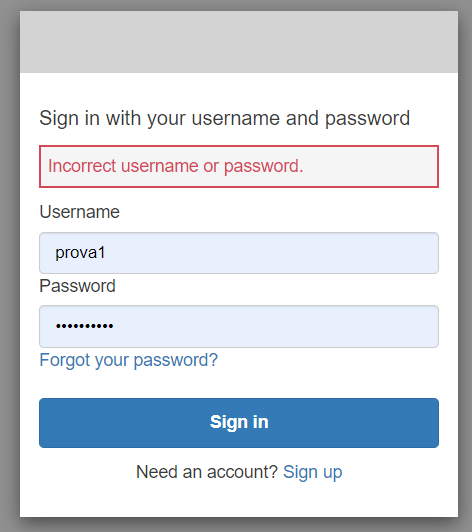 Sign in with your username and password
Incorrect username or password.
Username
prova1
Password
••••••••••
Forgot your password?
Sign in
Need an account? Sign up